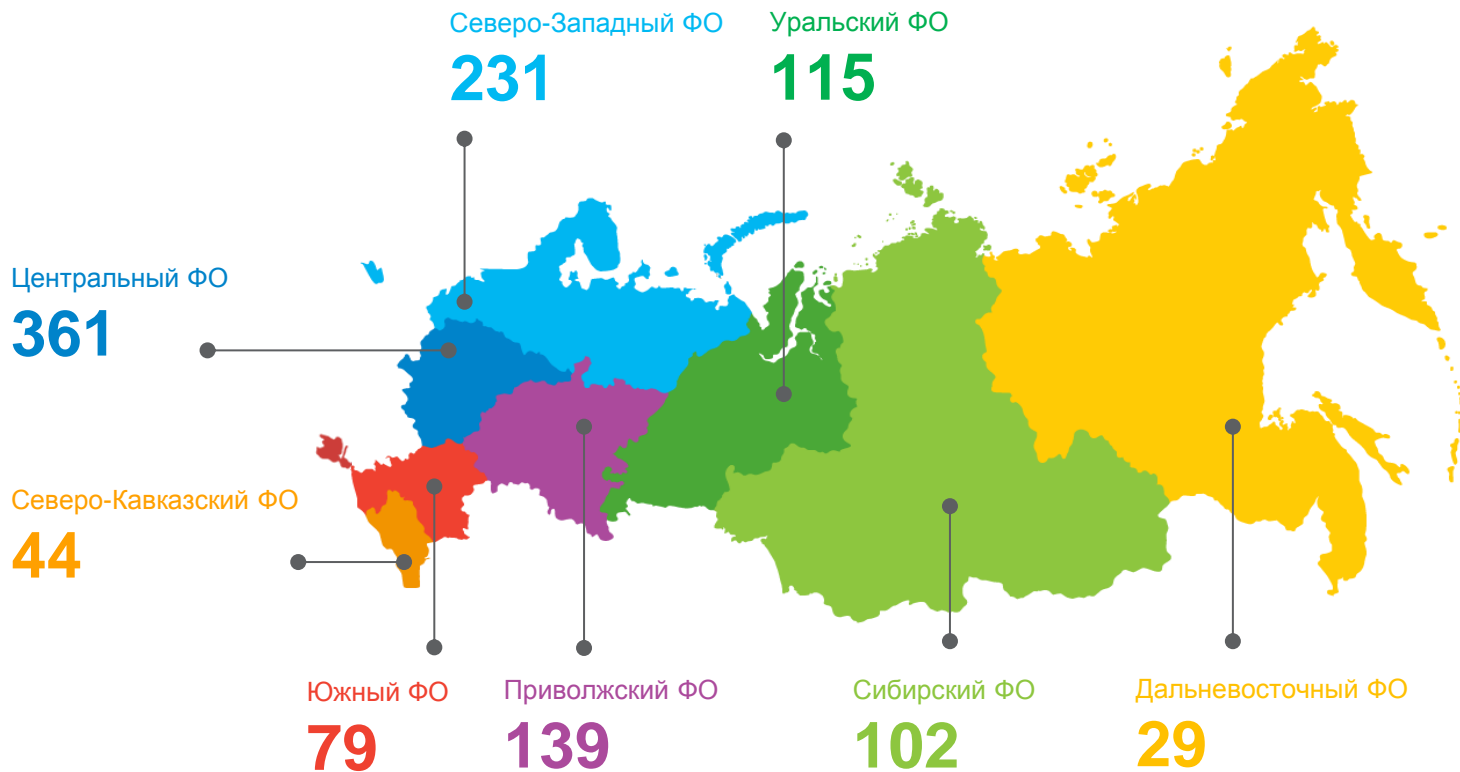 Северо-Западный ФО
231
Уральский ФО
115
Центральный ФО
361
Северо-Кавказский ФО
44
Южный ФО
79
Приволжский ФО
139
Сибирский ФО
102
Дальневосточный ФО
29